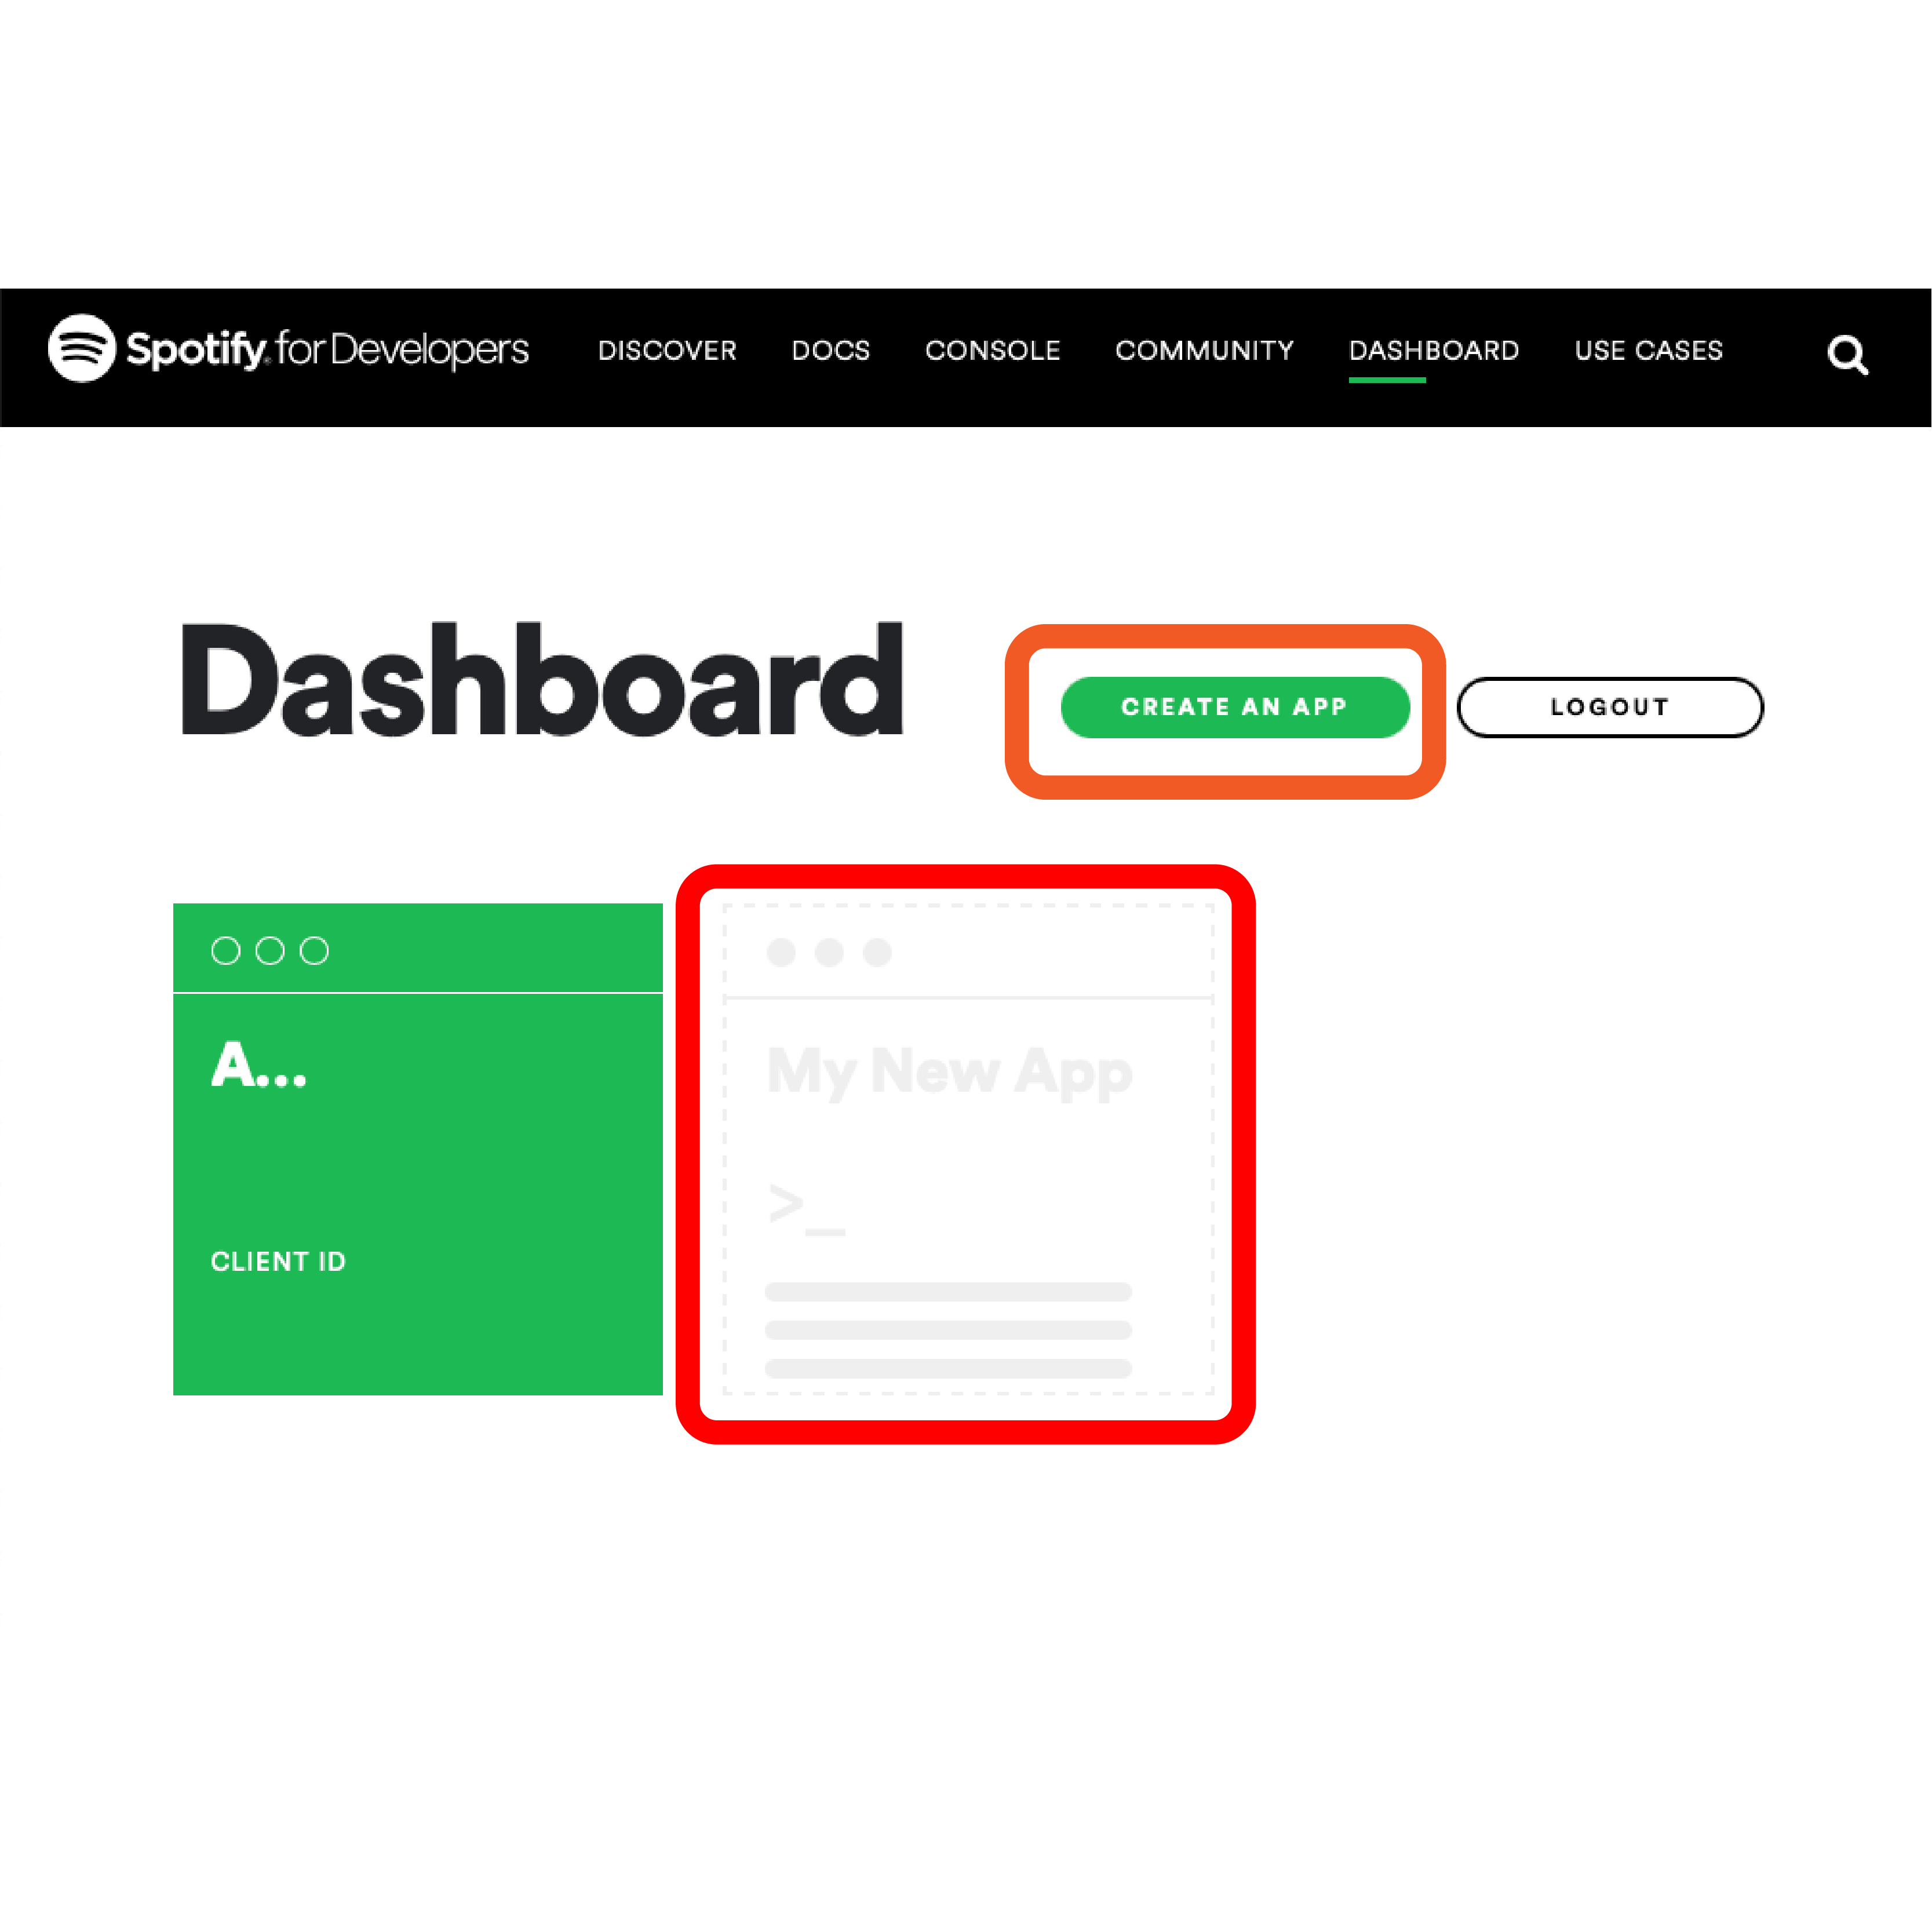 Spotify for Developers DISCOVER DOCS CONSOLE COMMUNITY DASHBOARD USE CASES
Dashboard
CREATE AN APP
LOGOUT
A...
CLIENT ID
My New App
>_